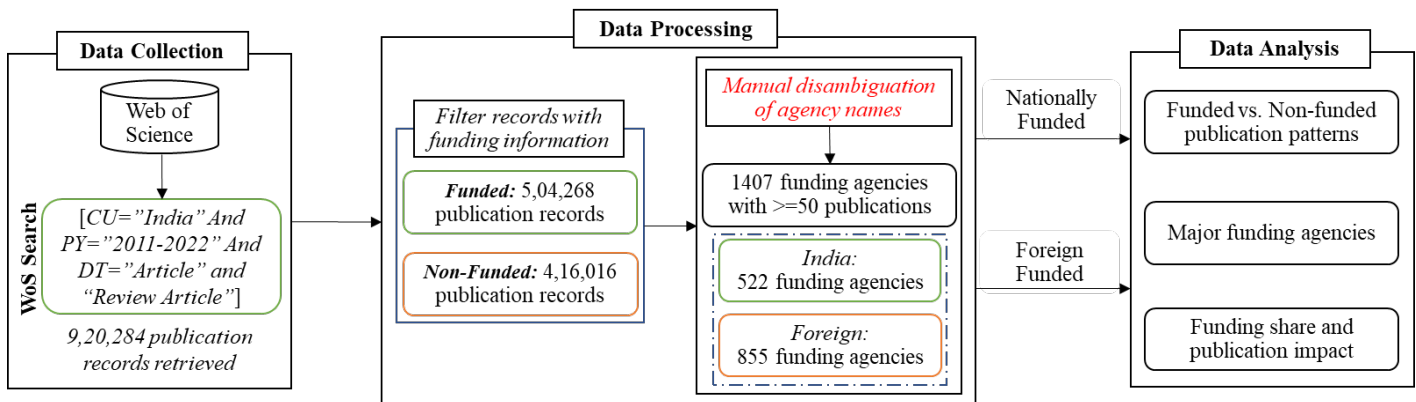 Data Collection
Web of
Science
WoS Search
[CU=”India” And
PY=”2011-2022” And
DT=”Article” and
“Review Article”]
9,20,284 publication
records retrieved
Data Processing
Filter records with
funding information
Funded: 5,04,268
publication records
Non-Funded: 4,16,016
publication records
Manual disambiguation
of agency names
1407 funding agencies
with >=50 publications
India:
522 funding agencies
Foreign:
855 funding agencies
Nationally
Funded
Foreign
Funded
Data Analysis
Funded vs. Non-funded
publication patterns
Major funding agencies
Funding share and
publication impact